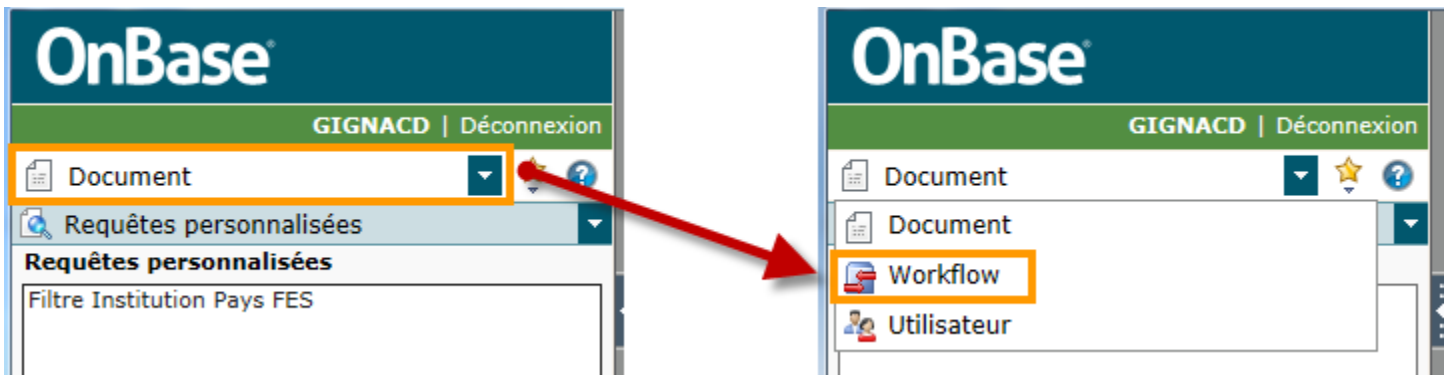 OnBase
GIGNACD | Déconnexion
Document
Requêtes personnalisées
Requêtes personnalisées
Filtre Institution Pays FES
OnBase
GIGNACD | Déconnexion
Document
Document
Workflow
Utilisateur